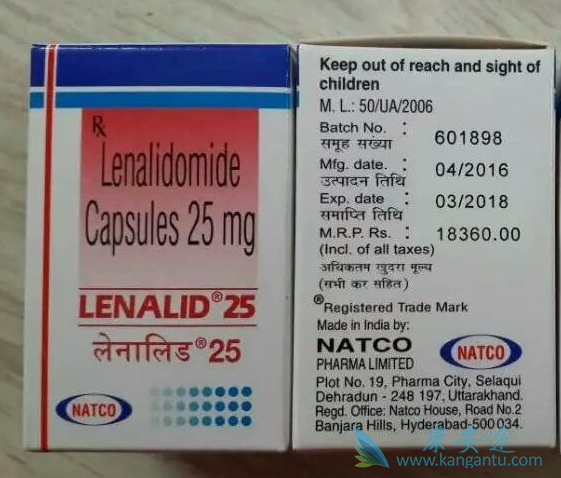 Rx
Lenalidomide
Capsules 25 mg
LENALID® 25
लेनालिड® 25
NATCO
Keep out of reach and sight of
children
M. L.: 50/UA/2006
Batch No. : 601898
समूह सख्या
Mfg. date. : 04/2016
उत्पादन तिथि
Exp. date : 03/2018
समाप्ति तिथि
M.R.P. Rs. : 18360.00
(Incl. of all taxes)
अधिकतम खुदरा मूल्य
(सभी कर सहित)
®Registered Trade Mark
Made in India by:
NATCO
PHARMA LIMITED
NATCO
Plot No. 19, Pharma City, Selaqui
Dehradun - 248 197, Uttarakhand.
Regd. Office: Natco House, Road No.2
Banjara Hills, Hyderabad-500 034.
康安途
www.kangantu.com